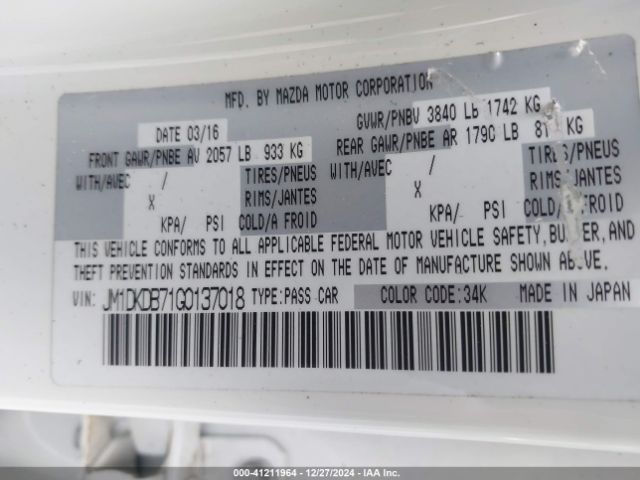 MFD. BY MAZDA MOTOR CORPORATION
DATE 03/16 GVWR/PNBV 3840 Lb 1742 KG
FRONT GAWR/PNBE AV 2057 LB 933 KG REAR GAWR/PNBE AR 1790 LB KG
WITH/AVEC / TIRES/PNEUS WITH/AVEC / TIRES/PNEUS
X RIMS/JANTES X RIMS/JANTES
KPA/ PSI COLD/A FROID KPA/ PSI COLD/A FROID
THIS VEHICLE CONFORMS TO ALL APPLICABLE FEDERAL MOTOR VEHICLE SAFETY, BUMPER, AND
THEFT PREVENTION STANDARDS IN EFFECT ON THE DATE OF MANUFACTURE SHOWN ABOVE.
VIN: JM1DKDB71G0137018 TYPE:PASS CAR COLOR CODE:34K MADE IN JAPAN
000-41211964 - 12/27/2024 - IAA Inc.